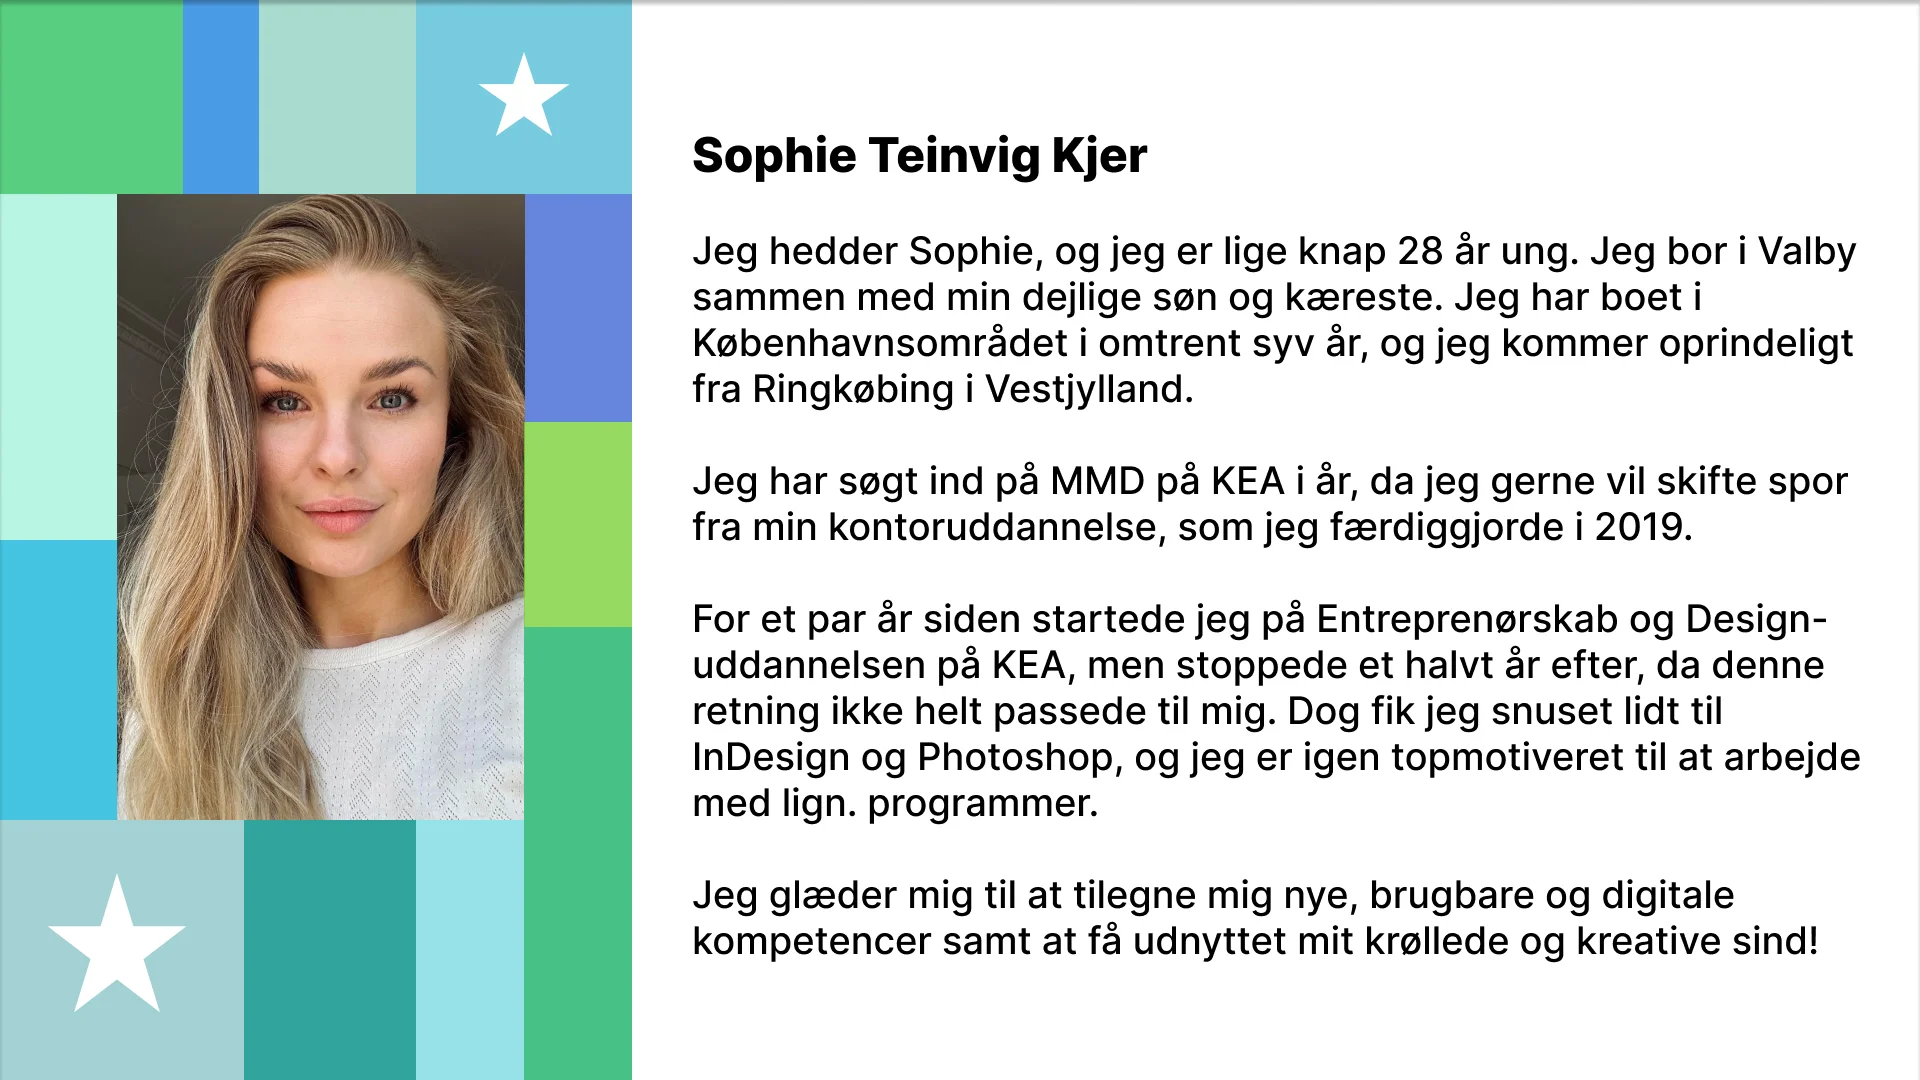 Sophie Teinvig Kjer
Jeg hedder Sophie, og jeg er lige knap 28 år ung. Jeg bor i Valby
sammen med min dejlige søn og kæreste. Jeg har boet i
Københavnsområdet i omtrent syv år, og jeg kommer oprindeligt
fra Ringkøbing i Vestjylland.
Jeg har søgt ind på MMD på KEA i år, da jeg gerne vil skifte spor
fra min kontoruddannelse, som jeg færdiggjorde i 2019.
For et par år siden startede jeg på Entreprenørskab og Design-
uddannelsen på KEA, men stoppede et halvt år efter, da denne
retning ikke helt passede til mig. Dog fik jeg snuset lidt til
InDesign og Photoshop, og jeg er igen topmotiveret til at arbejde
med lign. programmer.
Jeg glæder mig til at tilegne mig nye, brugbare og digitale
kompetencer samt at få udnyttet mit krøllede og kreative sind!